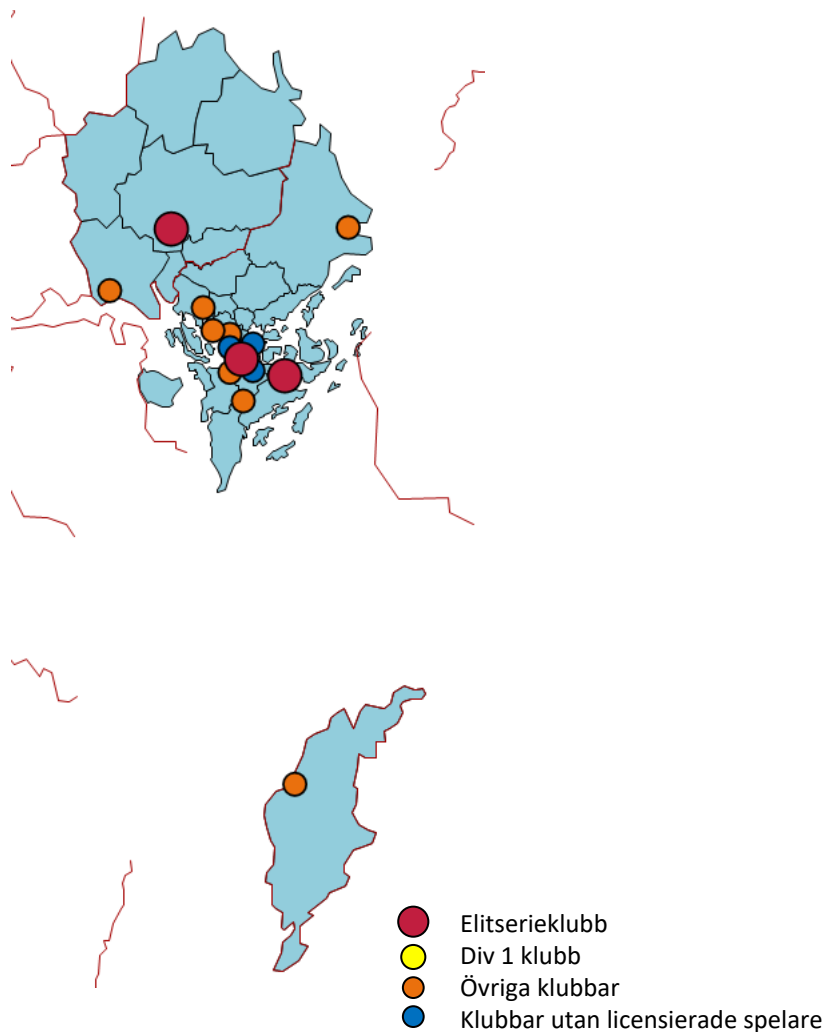 Elitserieklubb
Div 1 klubb
Övriga klubbar
Klubbar utan licensierade spelare